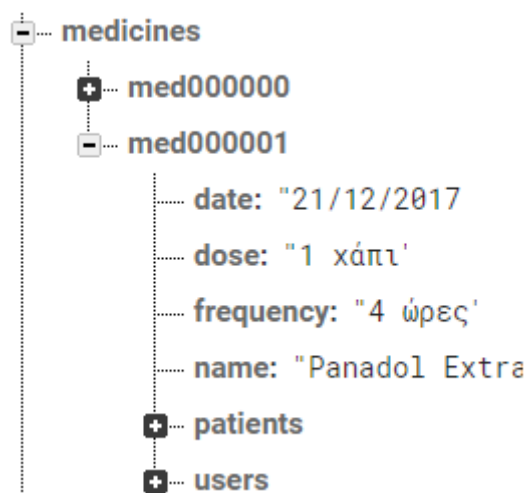 medicines
med000000
med000001
date: "21/12/2017
dose: "1 χάπι'
frequency: "4 ώρες'
name: "Panadol Extra
patients
users